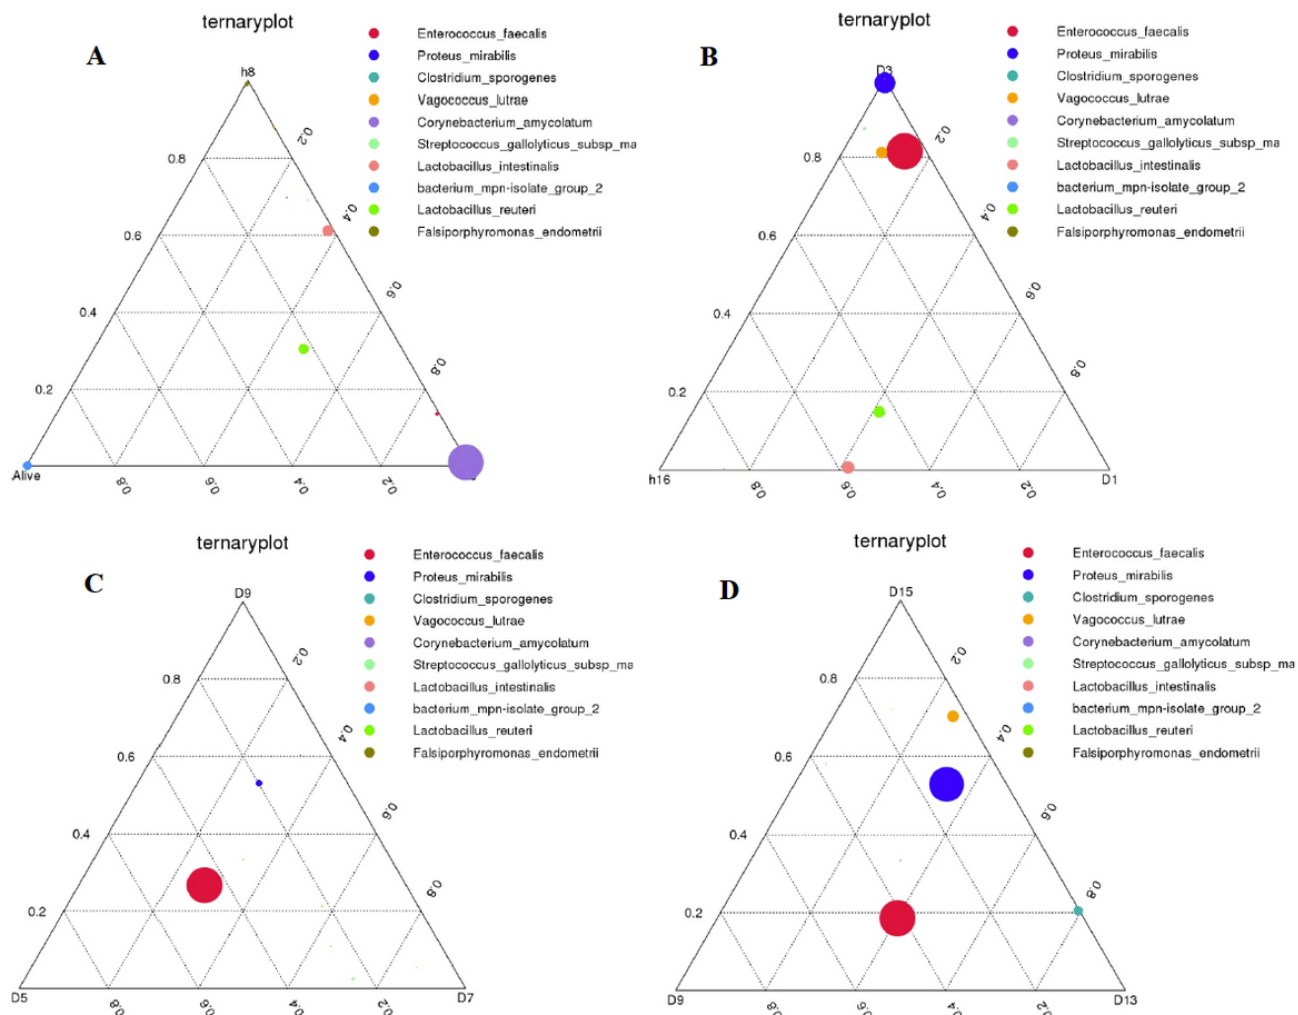 ternaryplot
A
Enterococcus_faecalis
Proteus_mirabilis
Clostridium_sporogenes
Vagococcus_lutrae
Corynebacterium_amycolatum
Streptococcus_gallolyticus_subsp_ma
Lactobacillus_intestinalis
bacterium_mpn-isolate_group_2
Lactobacillus_reuteri
Falsiporphyromonas_endometrii
h8
0.2
0.8
0.4
0.6
0.6
0.4
0.8
0.2
Alive
0.8
0.6
0.4
0.2
ternaryplot
B
Enterococcus_faecalis
Proteus_mirabilis
Clostridium_sporogenes
Vagococcus_lutrae
Corynebacterium_amycolatum
Streptococcus_gallolyticus_subsp_ma
Lactobacillus_intestinalis
bacterium_mpn-isolate_group_2
Lactobacillus_reuteri
Falsiporphyromonas_endometrii
D3
0.2
0.8
0.4
0.6
0.6
0.4
0.8
0.2
h16
D1
0.8
0.6
0.4
0.2
ternaryplot
C
Enterococcus_faecalis
Proteus_mirabilis
Clostridium_sporogenes
Vagococcus_lutrae
Corynebacterium_amycolatum
Streptococcus_gallolyticus_subsp_ma
Lactobacillus_intestinalis
bacterium_mpn-isolate_group_2
Lactobacillus_reuteri
Falsiporphyromonas_endometrii
D9
0.2
0.8
0.4
0.6
0.6
0.4
0.8
0.2
D5
D7
0.8
0.6
0.4
0.2
ternaryplot
D
Enterococcus_faecalis
Proteus_mirabilis
Clostridium_sporogenes
Vagococcus_lutrae
Corynebacterium_amycolatum
Streptococcus_gallolyticus_subsp_ma
Lactobacillus_intestinalis
bacterium_mpn-isolate_group_2
Lactobacillus_reuteri
Falsiporphyromonas_endometrii
D15
0.2
0.8
0.4
0.6
0.6
0.4
0.8
0.2
D9
D13
0.8
0.6
0.4
0.2